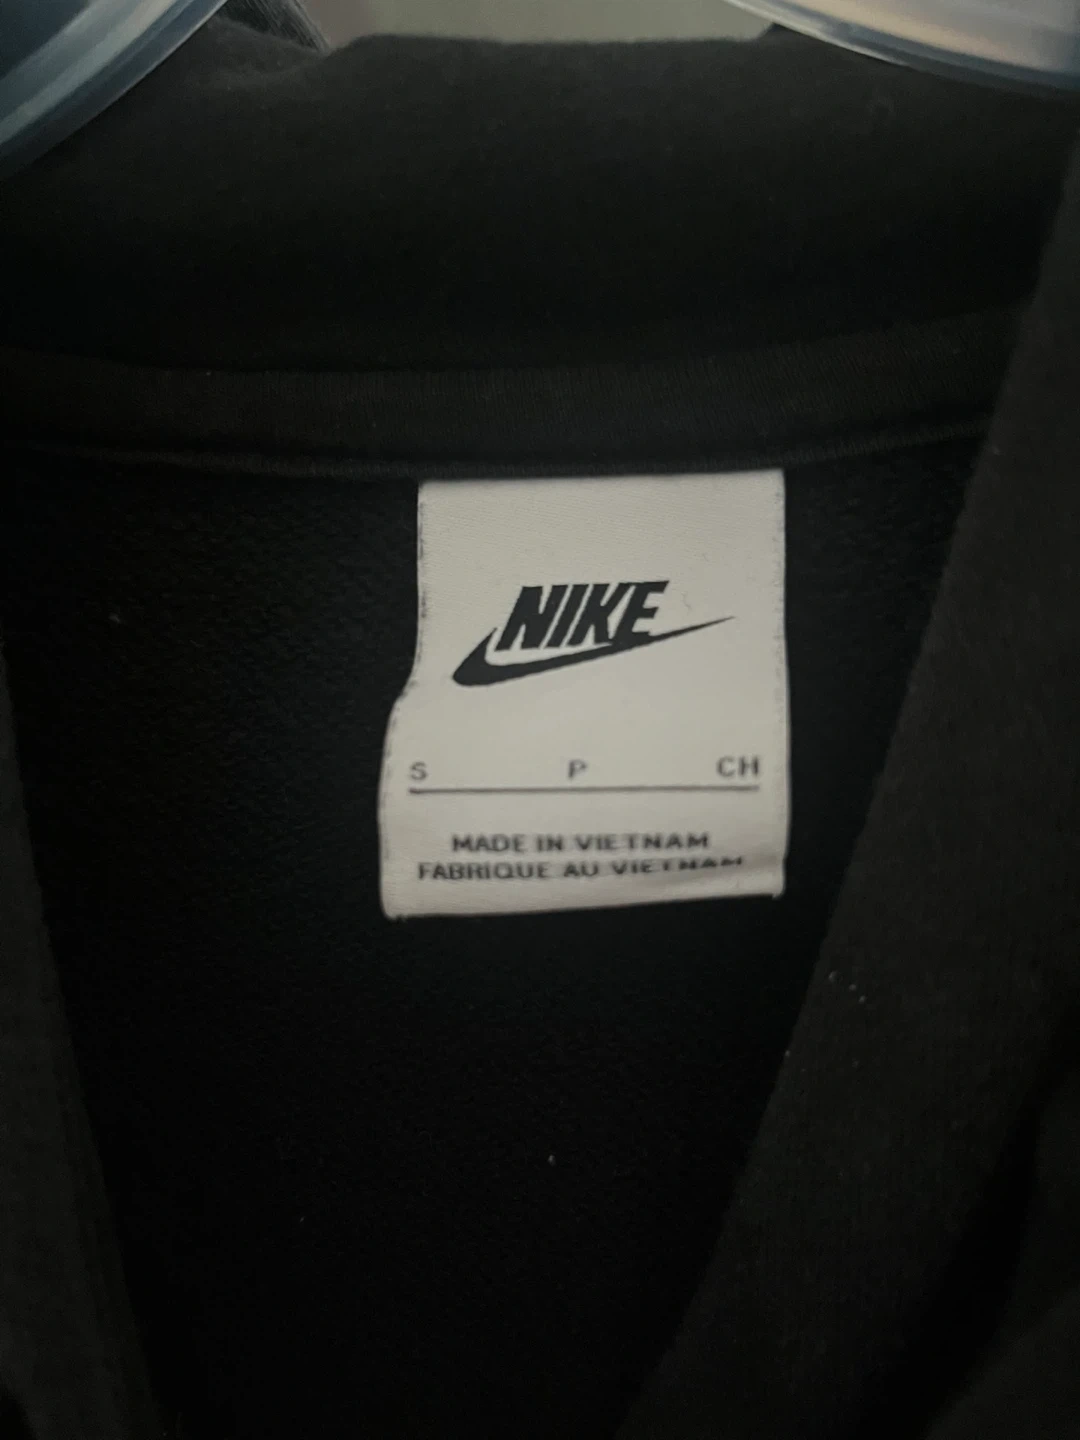 NIKE
S P CH
MADE IN VIETNAM
FABRIQUE AU VIETNAM